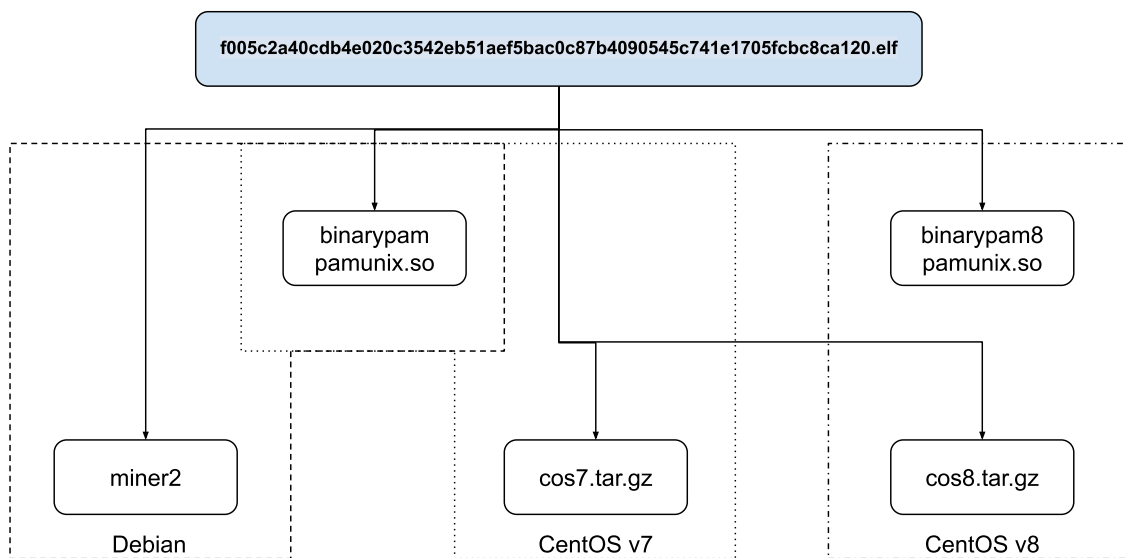 f005c2a40cdb4e020c3542eb51aef5bac0c87b4090545c741e1705fcbc8ca120.elf
binarypam
pamunix.so
binarypam8
pamunix.so
miner2
cos7.tar.gz
cos8.tar.gz
Debian
CentOS v7
CentOS v8